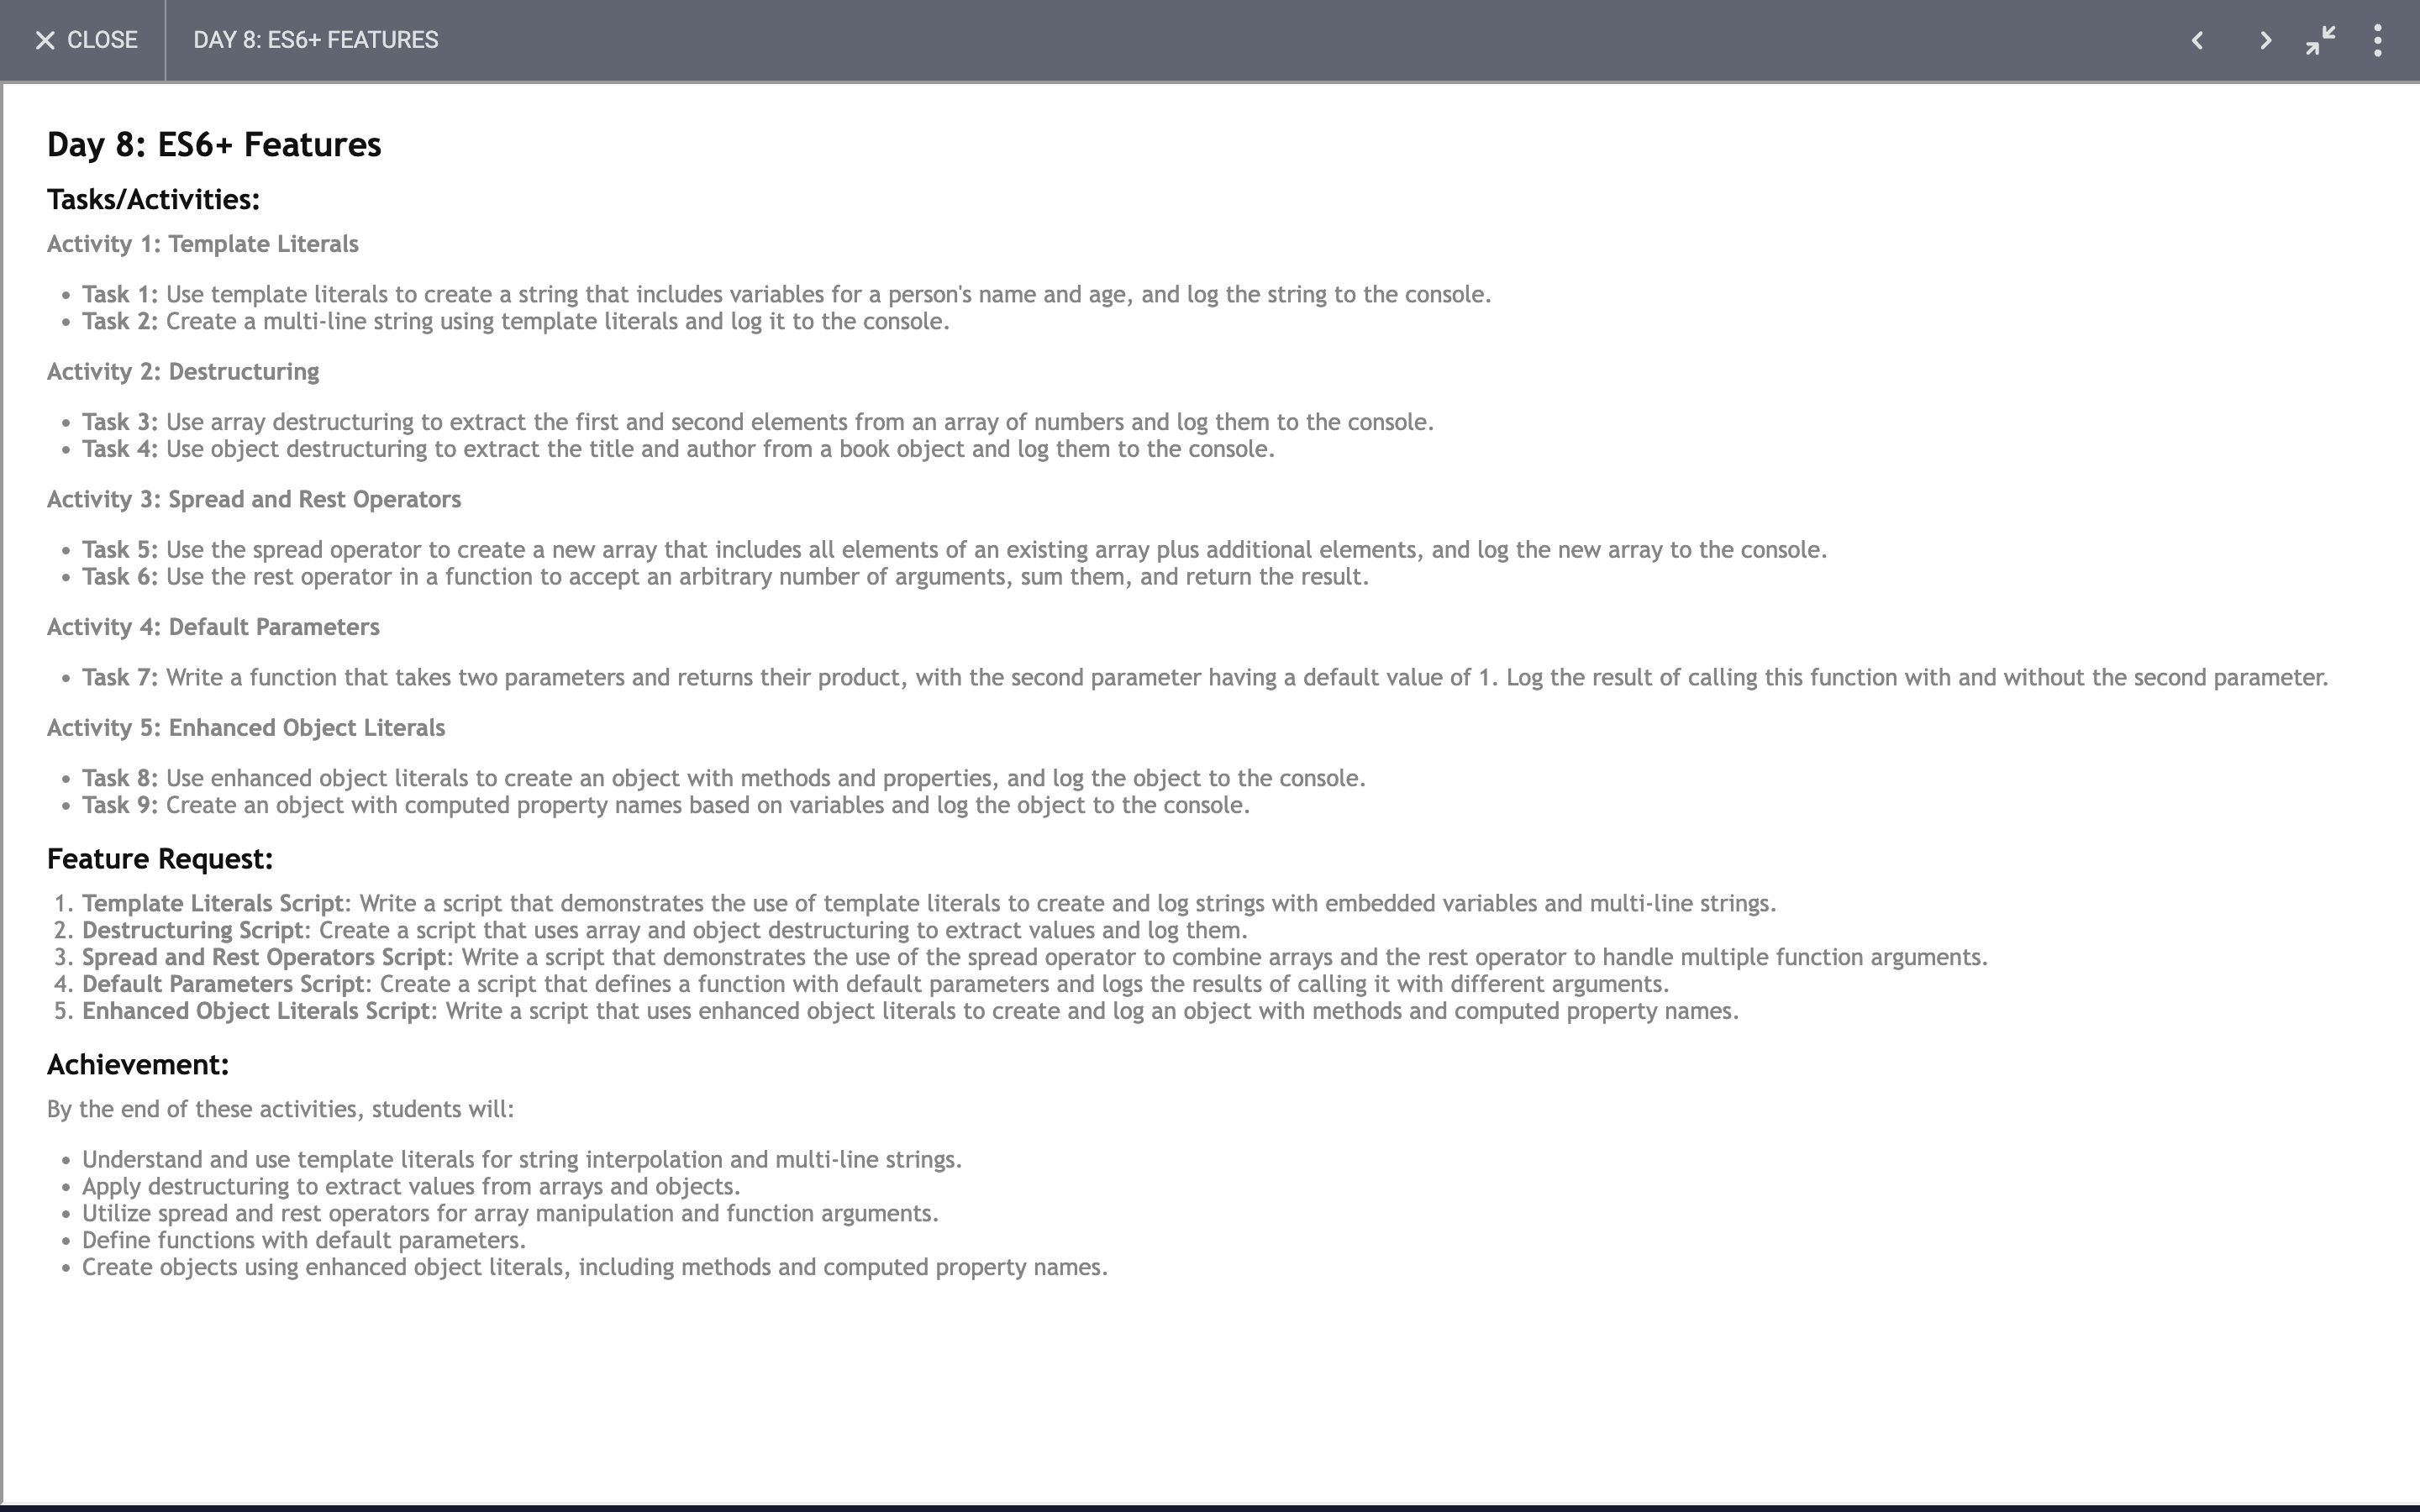 CLOSE
DAY 8: ES6+ FEATURES
Day 8: ES6+ Features
Tasks/Activities:
Activity 1: Template Literals
• Task 1: Use template literals to create a string that includes variables for a person's name and age, and log the string to the console.
• Task 2: Create a multi-line string using template literals and log it to the console.
Activity 2: Destructuring
• Task 3: Use array destructuring to extract the first and second elements from an array of numbers and log them to the console.
• Task 4: Use object destructuring to extract the title and author from a book object and log them to the console.
Activity 3: Spread and Rest Operators
• Task 5: Use the spread operator to create a new array that includes all elements of an existing array plus additional elements, and log the new array to the console.
• Task 6: Use the rest operator in a function to accept an arbitrary number of arguments, sum them, and return the result.
Activity 4: Default Parameters
• Task 7: Write a function that takes two parameters and returns their product, with the second parameter having a default value of 1. Log the result of calling this function with and without the second parameter.
Activity 5: Enhanced Object Literals
• Task 8: Use enhanced object literals to create an object with methods and properties, and log the object to the console.
• Task 9: Create an object with computed property names based on variables and log the object to the console.
Feature Request:
1. Template Literals Script: Write a script that demonstrates the use of template literals to create and log strings with embedded variables and multi-line strings.
2. Destructuring Script: Create a script that uses array and object destructuring to extract values and log them.
3. Spread and Rest Operators Script: Write a script that demonstrates the use of the spread operator to combine arrays and the rest operator to handle multiple function arguments.
4. Default Parameters Script: Create a script that defines a function with default parameters and logs the results of calling it with different arguments.
5. Enhanced Object Literals Script: Write a script that uses enhanced object literals to create and log an object with methods and computed property names.
Achievement:
By the end of these activities, students will:
• Understand and use template literals for string interpolation and multi-line strings.
• Apply destructuring to extract values from arrays and objects.
• Utilize spread and rest operators for array manipulation and function arguments.
• Define functions with default parameters.
• Create objects using enhanced object literals, including methods and computed property names.